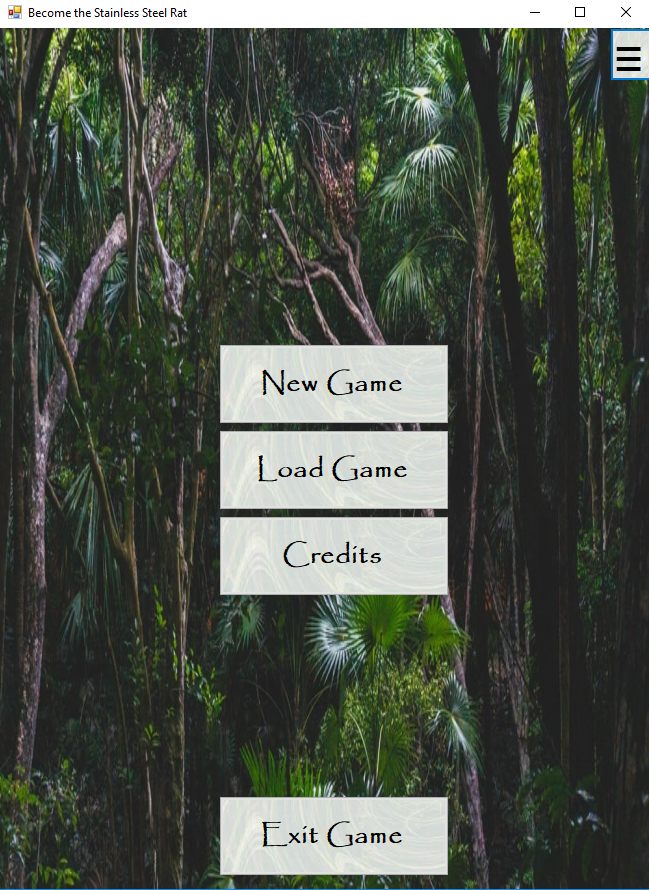 Become the Stainless Steel Rat
New Game
Load Game
Credits
Exit Game